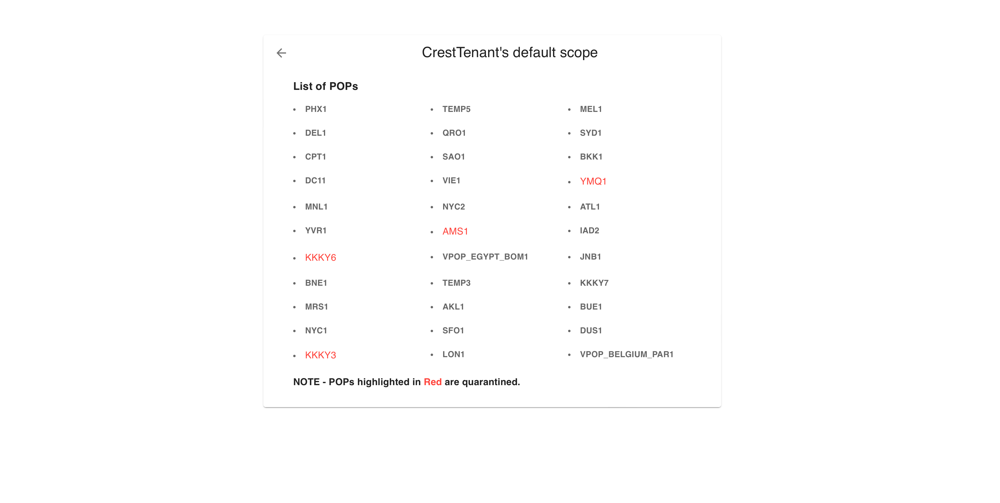 CrestTenant's default scope
List of POPs
• PHX1 • TEMP5 • MEL1
• DEL1 • QRO1 • SYD1
• CPT1 • SAO1 • BKK1
• DC11 • VIE1 • YMQ1
• MNL1 • NYC2 • ATL1
• YVR1 • AMS1 • IAD2
• KKKY6 • VPOP_EGYPT_BOM1 • JNB1
• BNE1 • TEMP3 • KKKY7
• MRS1 • AKL1 • BUE1
• NYC1 • SFO1 • DUS1
• KKKY3 • LON1 • VPOP_BELGIUM_PAR1
NOTE - POPs highlighted in Red are quarantined.